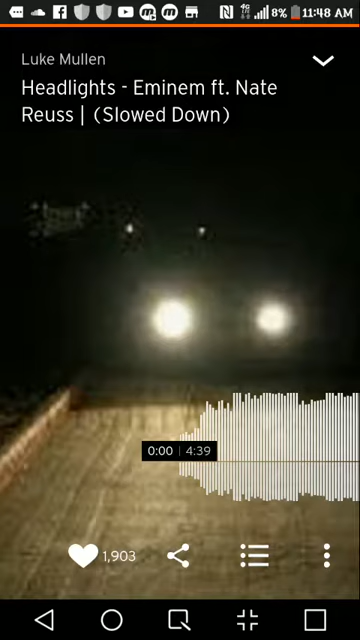 8% 11:48 AM
Luke Mullen
Headlights - Eminem ft. Nate
Reuss | (Slowed Down)
0:00 | 4:39
1,903